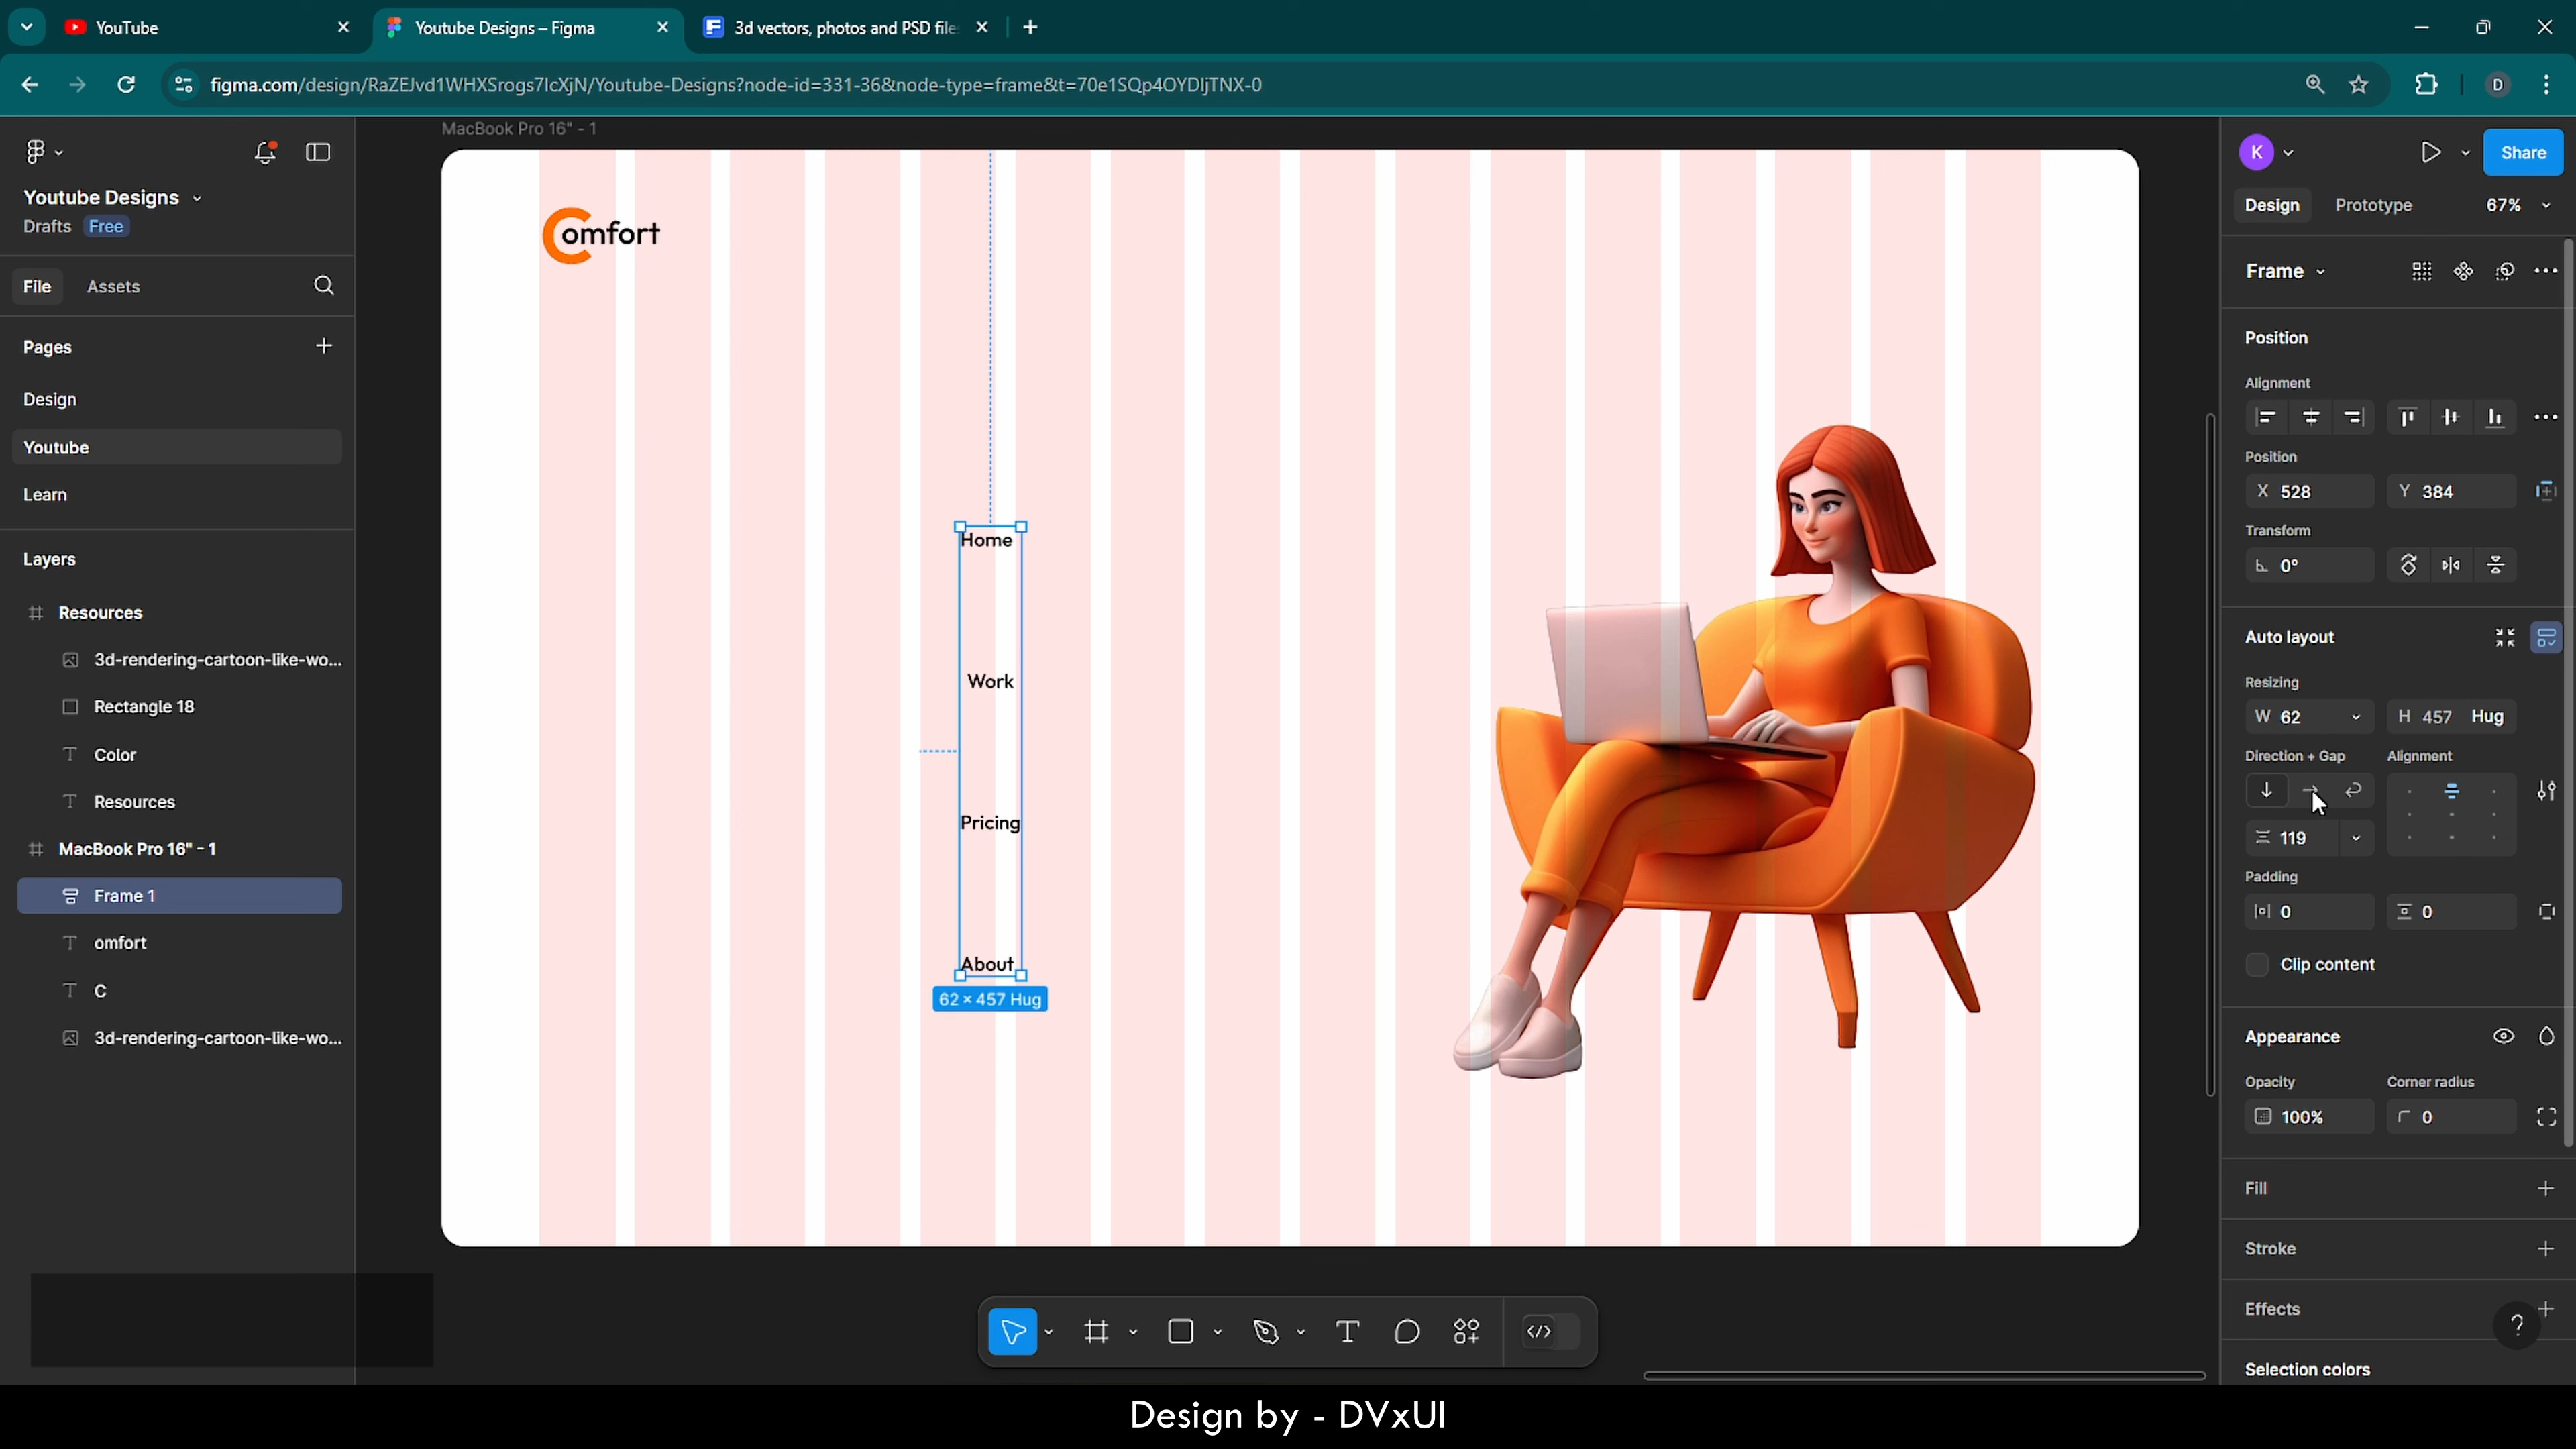 YouTube
Youtube Designs – Figma
3d vectors, photos and PSD file
figma.com/design/RaZEJvd1WHXSrogs7lcXjN/Youtube-Designs?node-id=331-36&node-type=frame&t=70e1SQp4OYDIjTNX-0
D
Youtube Designs
Drafts Free
File Assets
Pages
Design
Youtube
Learn
Layers
Resources
3d-rendering-cartoon-like-wo...
Rectangle 18
Color
Resources
MacBook Pro 16" - 1
Frame 1
omfort
C
3d-rendering-cartoon-like-wo...
MacBook Pro 16" - 1
Comfort
Home
Work
Pricing
About
62 × 457 Hug
K
Share
Design Prototype 67%
Frame
Position
Alignment
Position
X 528 Y 384
Transform
0°
Auto layout
Resizing
W 62 H 457 Hug
Direction + Gap Alignment
119
Padding
0 0
Clip content
Appearance
Opacity Corner radius
100% 0
Fill
Stroke
Effects
?
Selection colors
Design by - DVxUI